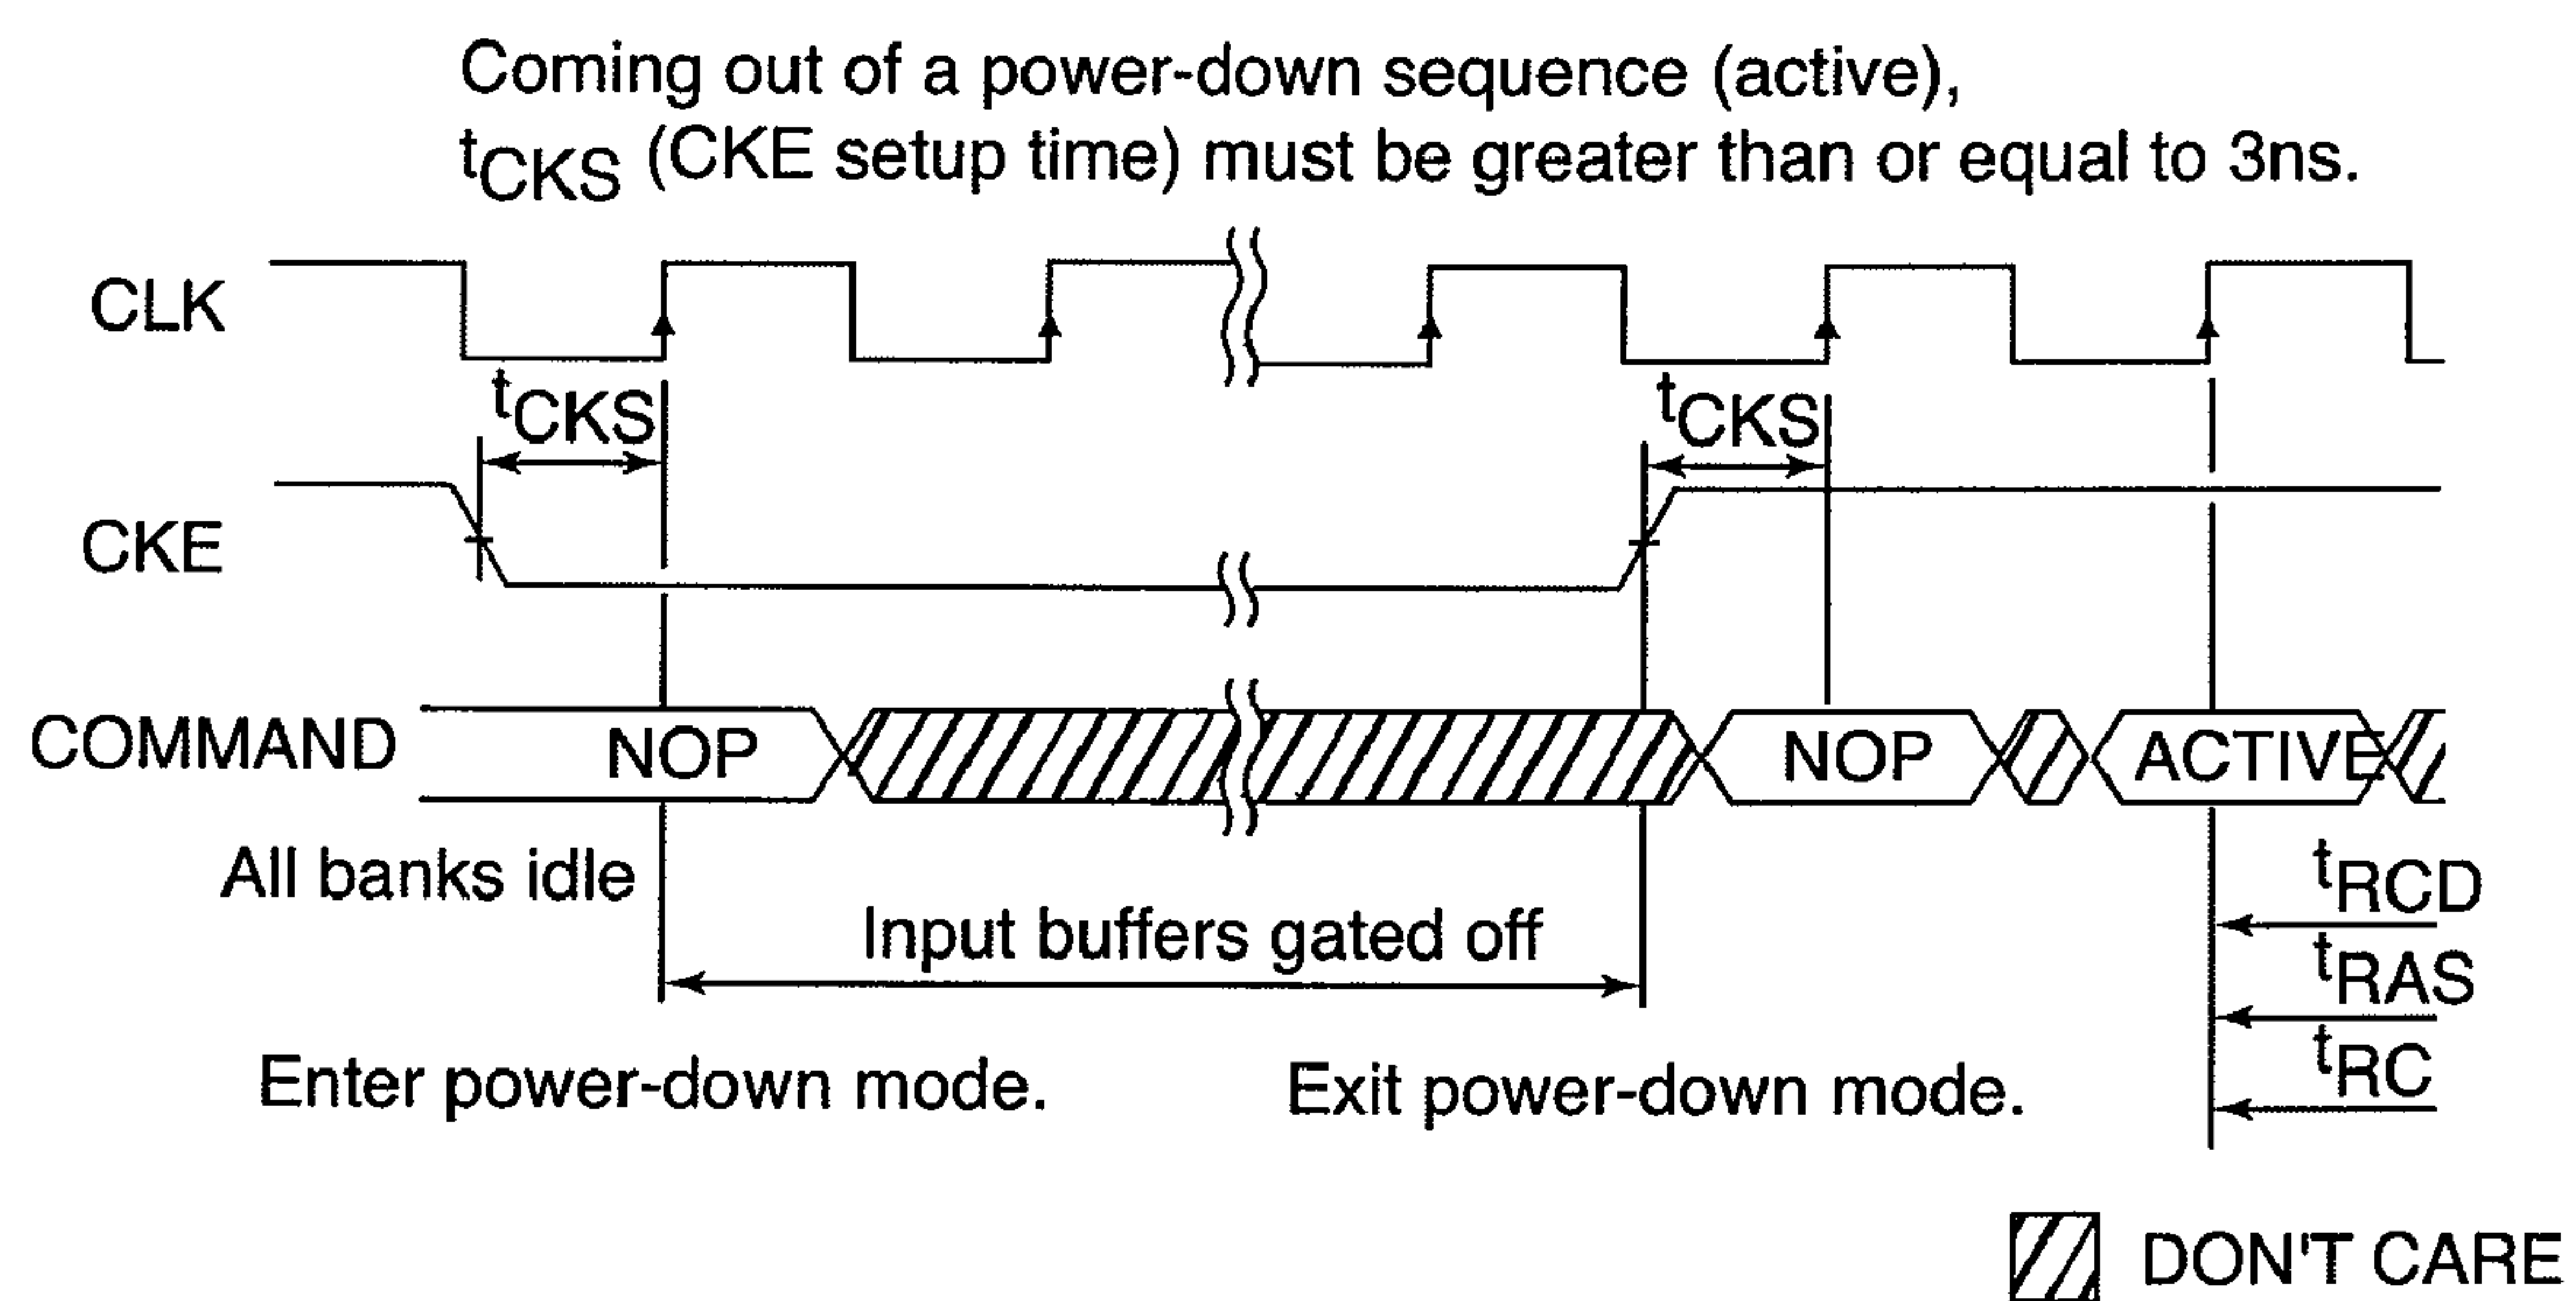 Coming out of a power-down sequence (active),
tCKS (CKE setup time) must be greater than or equal to 3ns.
CLK
tCKS
tCKS
CKE
COMMAND
NOP
NOP
ACTIVE
All banks idle
Input buffers gated off
tRCD
tRAS
tRC
Enter power-down mode.
Exit power-down mode.
DON'T CARE